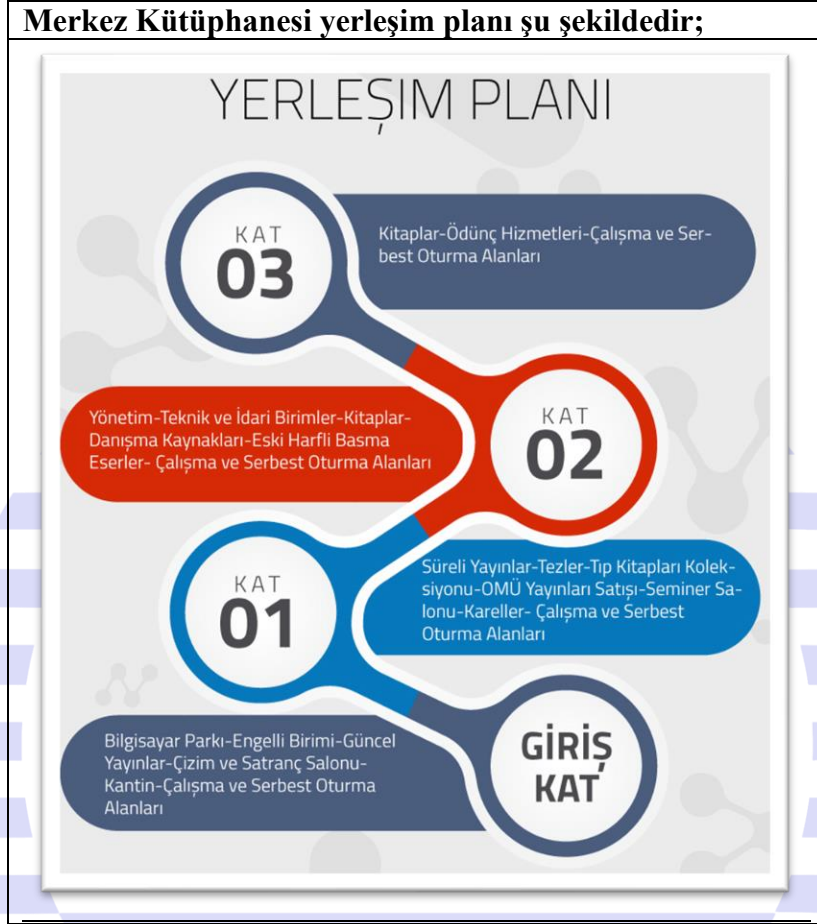 Merkez Kütüphanesi yerleşim planı şu şekildedir;
YERLEŞIM PLANI
KAT
03
Kitaplar-Ödünç Hizmetleri-Çalışma ve Ser-
best Oturma Alanları
Yönetim-Teknik ve İdari Birimler-Kitaplar-
Danışma Kaynakları-Eski Harfli Basma
Eserler- Çalışma ve Serbest Oturma Alanları
KAT
02
KAT
01
Süreli Yayınlar-Tezler-Tıp Kitapları Kolek-
siyonu-OMÜ Yayınları Satışı-Seminer Sa-
lonu-Kareller- Çalışma ve Serbest
Oturma Alanları
Bilgisayar Parkı-Engelli Birimi-Güncel
Yayınlar-Çizim ve Satranç Salonu-
Kantin-Çalışma ve Serbest Oturma
Alanları
GİRİŞ
KAT